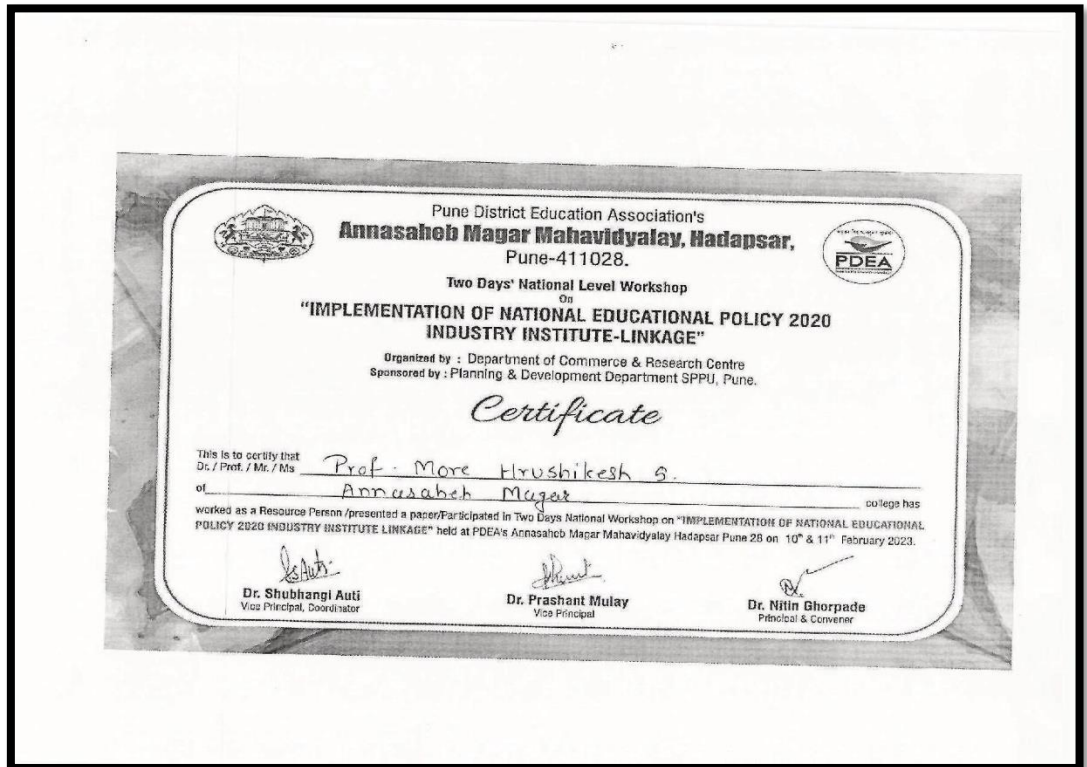 Pune District Education Association's
Annasaheb Magar Mahavidyalay, Hadapsar,
Pune-411028.
PDEA
Two Days' National Level Workshop
On
"IMPLEMENTATION OF NATIONAL EDUCATIONAL POLICY 2020
INDUSTRY INSTITUTE-LINKAGE"
Organized by : Department of Commerce & Research Centre
Sponsored by : Planning & Development Department SPPU, Pune.
Certificate
This is to certify that
Dr. / Prof. / Mr. / Ms Prof. More Hrushikesh S.
of Annasaheb Magar college has
worked as a Resource Person /presented a paper/Participated in Two Days National Workshop on "IMPLEMENTATION OF NATIONAL EDUCATIONAL
POLICY 2020 INDUSTRY INSTITUTE LINKAGE" held at PDEA's Annasaheb Magar Mahavidyalay Hadapsar Pune 28 on 10th & 11th February 2023.
Dr. Shubhangi Auti
Vice Principal, Coordinator
Dr. Prashant Mulay
Vice Principal
Dr. Nitin Ghorpade
Principal & Convener